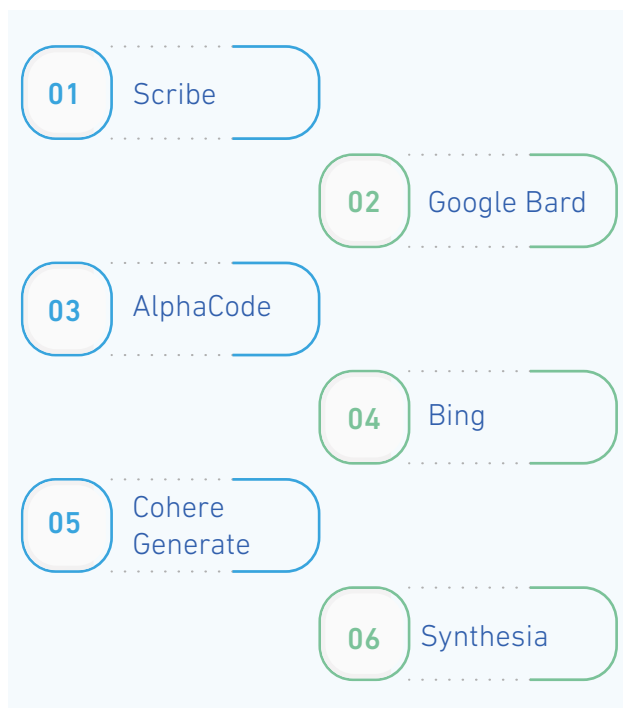 01 Scribe
02 Google Bard
03 AlphaCode
04 Bing
05 Cohere
Generate
06 Synthesia